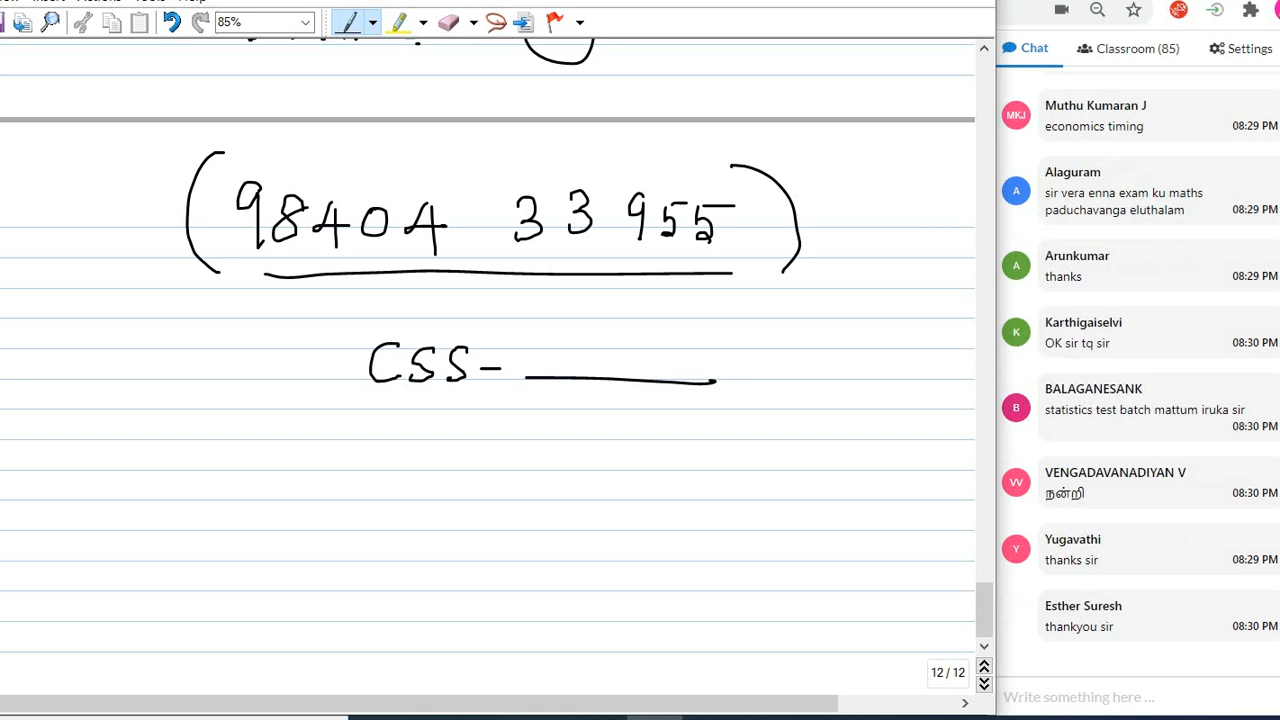 85%
Chat
Classroom (85)
Settings
(98404 33955)
CSS-
12 / 12
MKJ
Muthu Kumaran J
economics timing
08:29 PM
A
Alaguram
sir vera enna exam ku maths
paduchavanga eluthalam
08:29 PM
A
Arunkumar
thanks
08:29 PM
K
Karthigaiselvi
OK sir tq sir
08:30 PM
B
BALAGANESANK
statistics test batch mattum iruka sir
08:30 PM
VV
VENGADAVANADIYAN V
நன்றி
08:30 PM
Y
Yugavathi
thanks sir
08:29 PM
Esther Suresh
thankyou sir
08:30 PM
Write something here ...